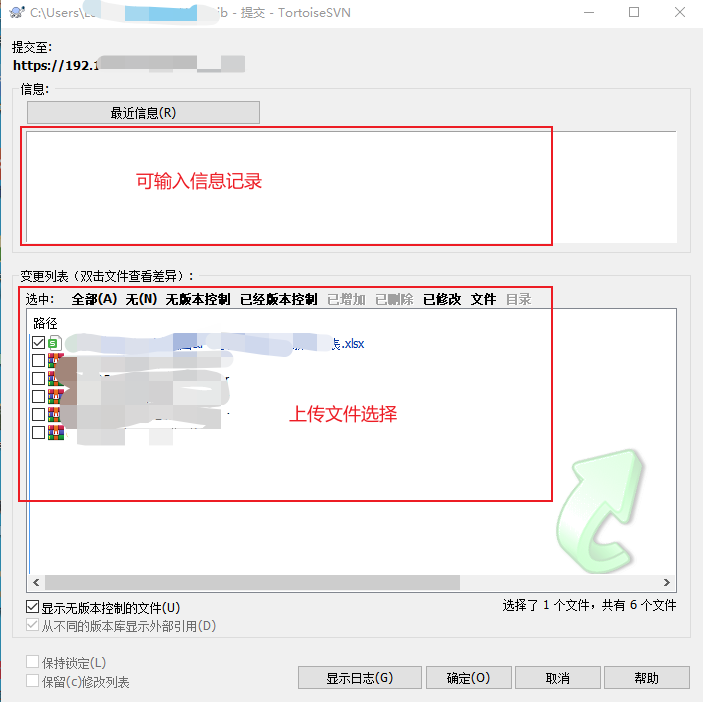 C:\Users\ ib - 提交 - TortoiseSVN
提交至:
https://192.1
信息:
最近信息(R)
可输入信息记录
变更列表（双击文件查看差异）:
选中: 全部(A) 无(N) 无版本控制 已经版本控制 已增加 已删除 已修改 文件 目录
路径
表.xlsx
上传文件选择
显示无版本控制的文件(U)
选择了 1 个文件，共有 6 个文件
从不同的版本库显示外部引用(D)
保持锁定(L)
保留(c)修改列表
显示日志(G) 确定(O) 取消 帮助